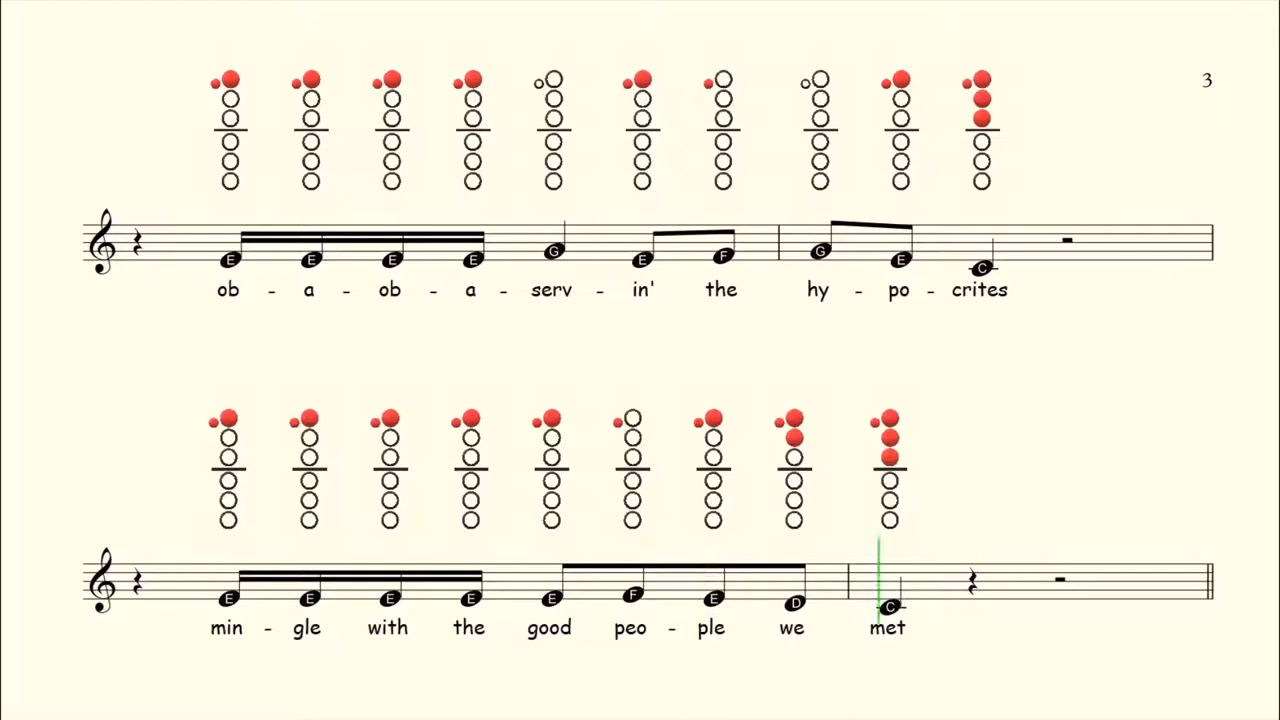 3
E E E E G E F G E C
ob - a - ob - a - serv - in' the hy - po - crites
E E E E E F E D C
min - gle with the good peo - ple we met